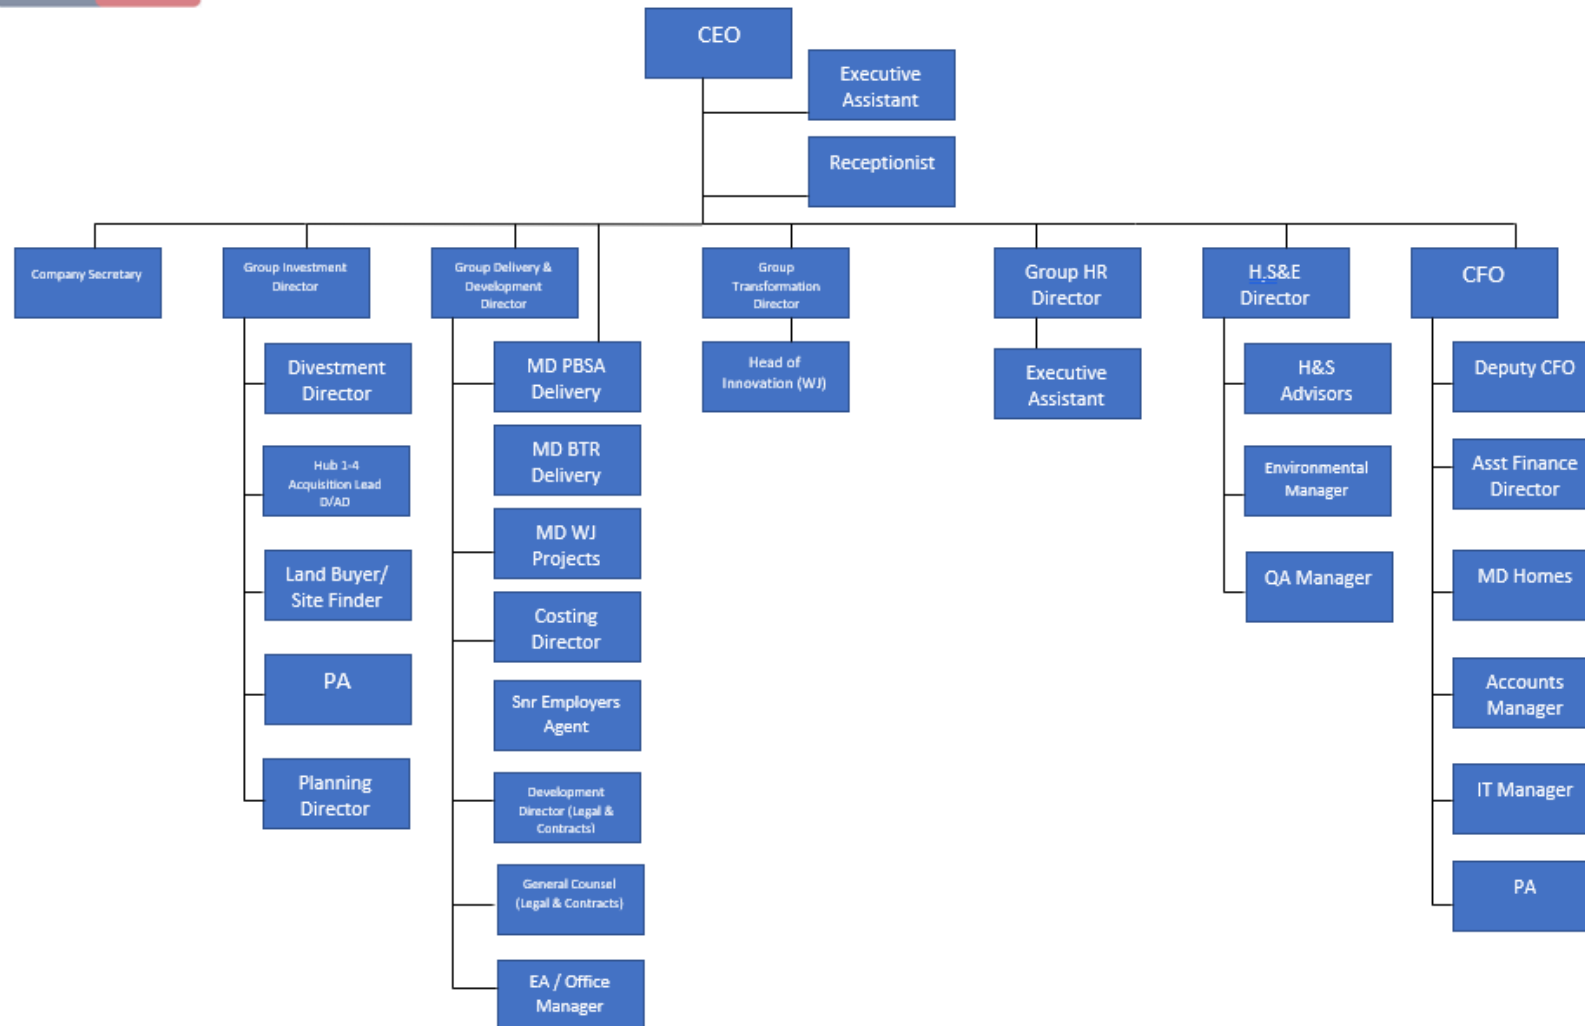 CEO
Executive
Assistant
Receptionist
Company Secretary
Group Investment
Director
Group Delivery &
Development
Director
Group
Transformation
Director
Group HR
Director
H.S&E
Director
CFO
Divestment
Director
Hub 1-4
Acquisition Lead
D/AD
Land Buyer/
Site Finder
PA
Planning
Director
MD PBSA
Delivery
MD BTR
Delivery
MD WJ
Projects
Costing
Director
Snr Employers
Agent
Development
Director (Legal &
Contracts)
General Counsel
(Legal & Contracts)
EA / Office
Manager
Head of
Innovation (WJ)
Executive
Assistant
H&S
Advisors
Environmental
Manager
QA Manager
Deputy CFO
Asst Finance
Director
MD Homes
Accounts
Manager
IT Manager
PA